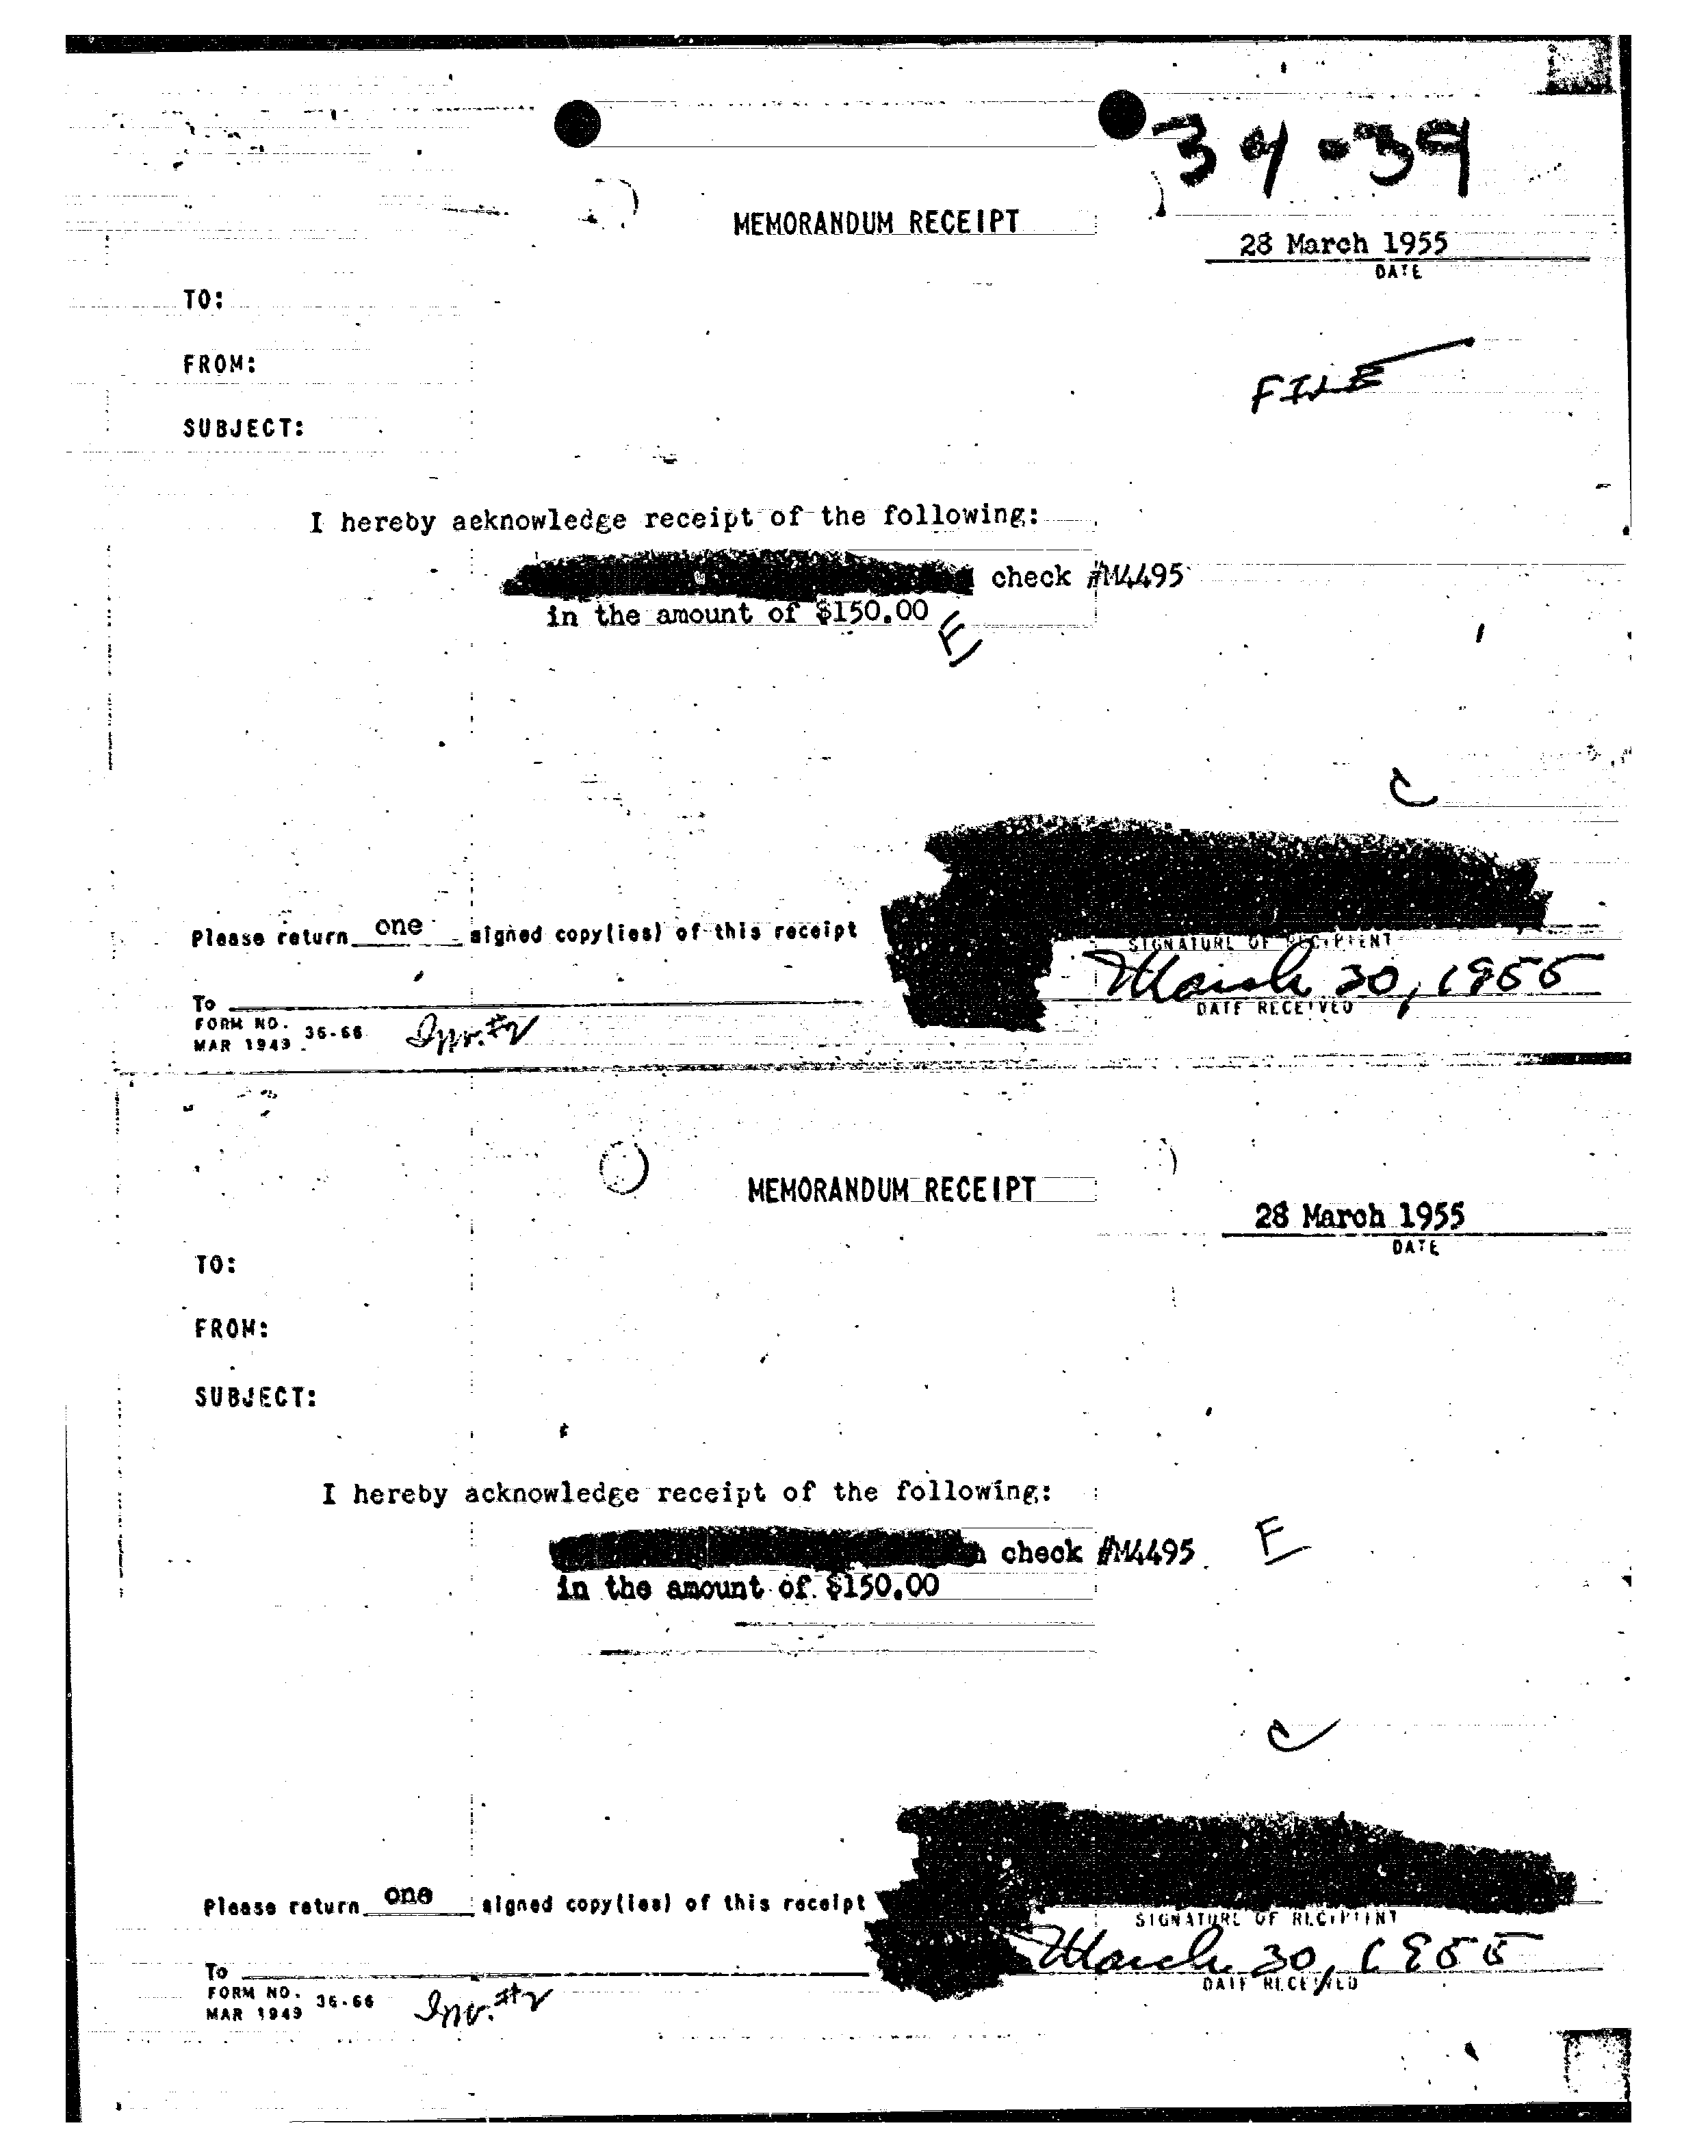 34-39
MEMORANDUM RECEIPT
28 March 1955
DATE
TO:
FROM:
FILE
SUBJECT:
I hereby acknowledge receipt of the following:
check #M4495
in the amount of $150.00
E
C
Please return one signed copy(ies) of this receipt
SIGNATURE OF RECIPIENT
March 30, 1955
DATE RECEIVED
To
FORM NO. 36-66
MAR 1949
Inv. #2
MEMORANDUM RECEIPT
28 March 1955
DATE
TO:
FROM:
SUBJECT:
I hereby acknowledge receipt of the following:
check #M4495
E
in the amount of $150.00
C
Please return one signed copy(ies) of this receipt
SIGNATURE OF RECIPIENT
March 30, 1955
DATE RECEIVED
To
FORM NO. 36-66
MAR 1949
Inv. #2